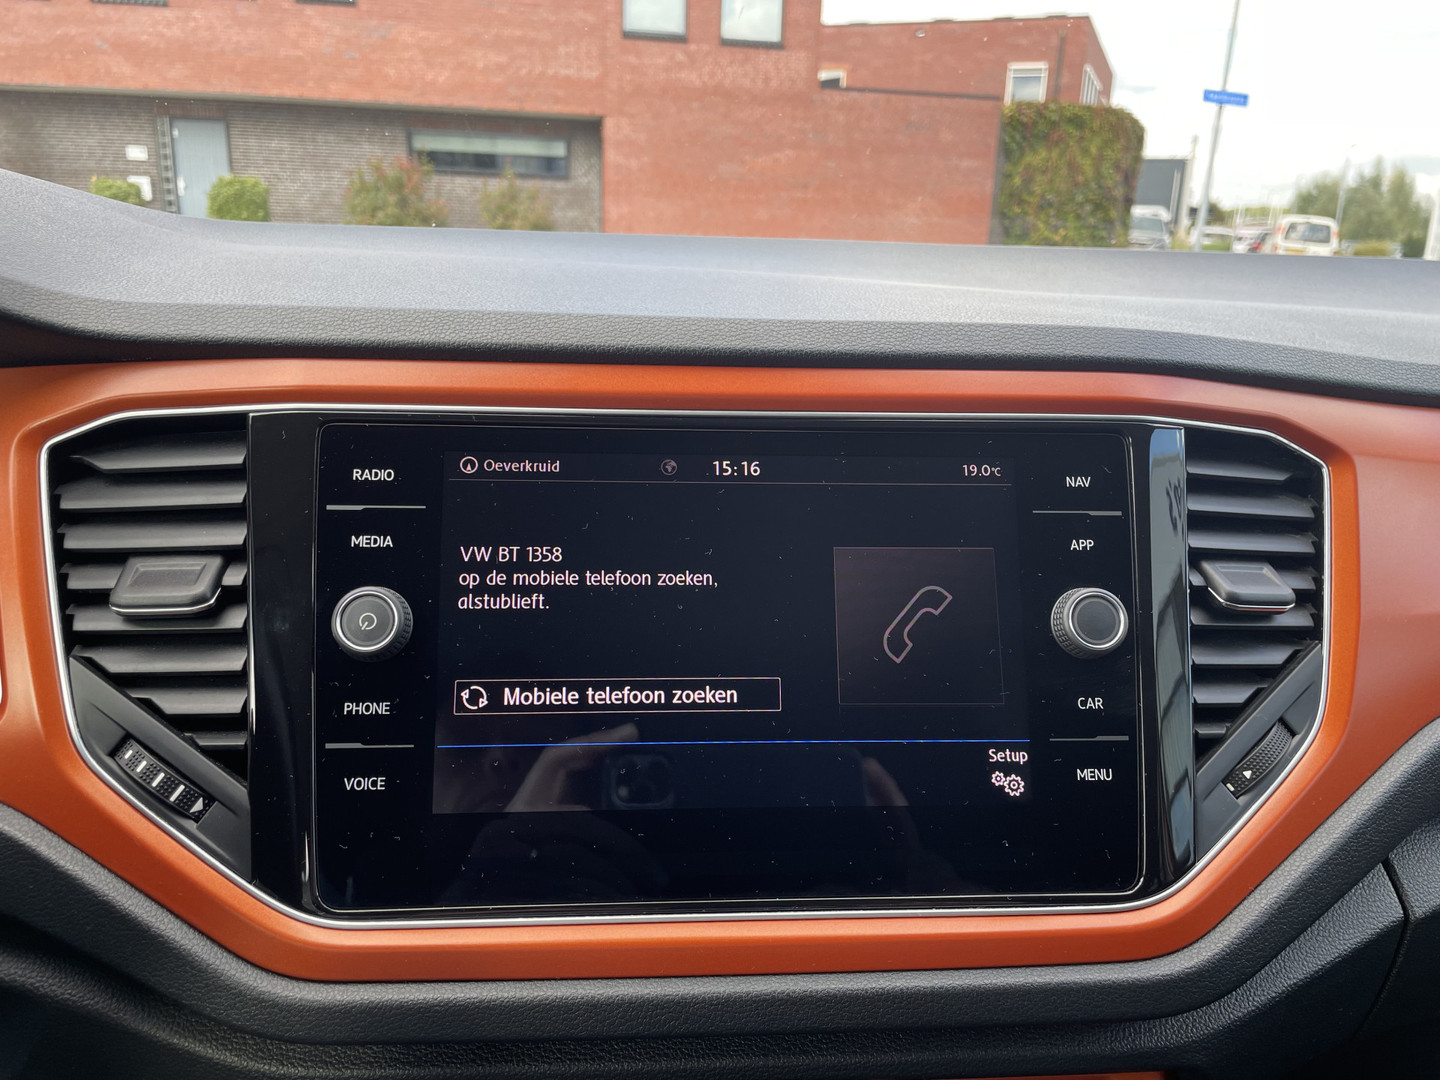 RADIO
MEDIA
PHONE
VOICE
Oeverkruid
15:16
19.0°C
VW BT 1358
op de mobiele telefoon zoeken,
alstublieft.
Mobiele telefoon zoeken
Setup
NAV
APP
CAR
MENU